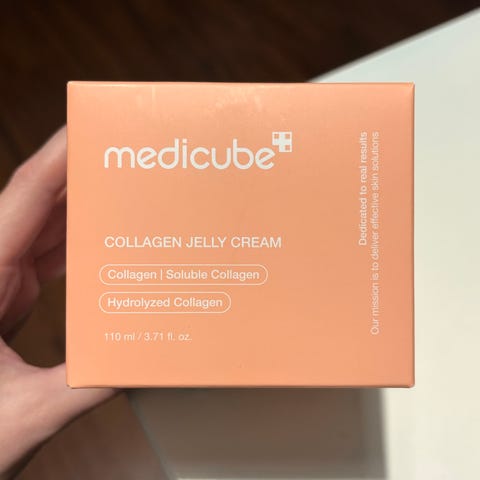 medicube
COLLAGEN JELLY CREAM
Collagen | Soluble Collagen
Hydrolyzed Collagen
110 ml / 3.71 fl. oz.
Dedicated to real results
Our mission is to deliver effective skin solutions